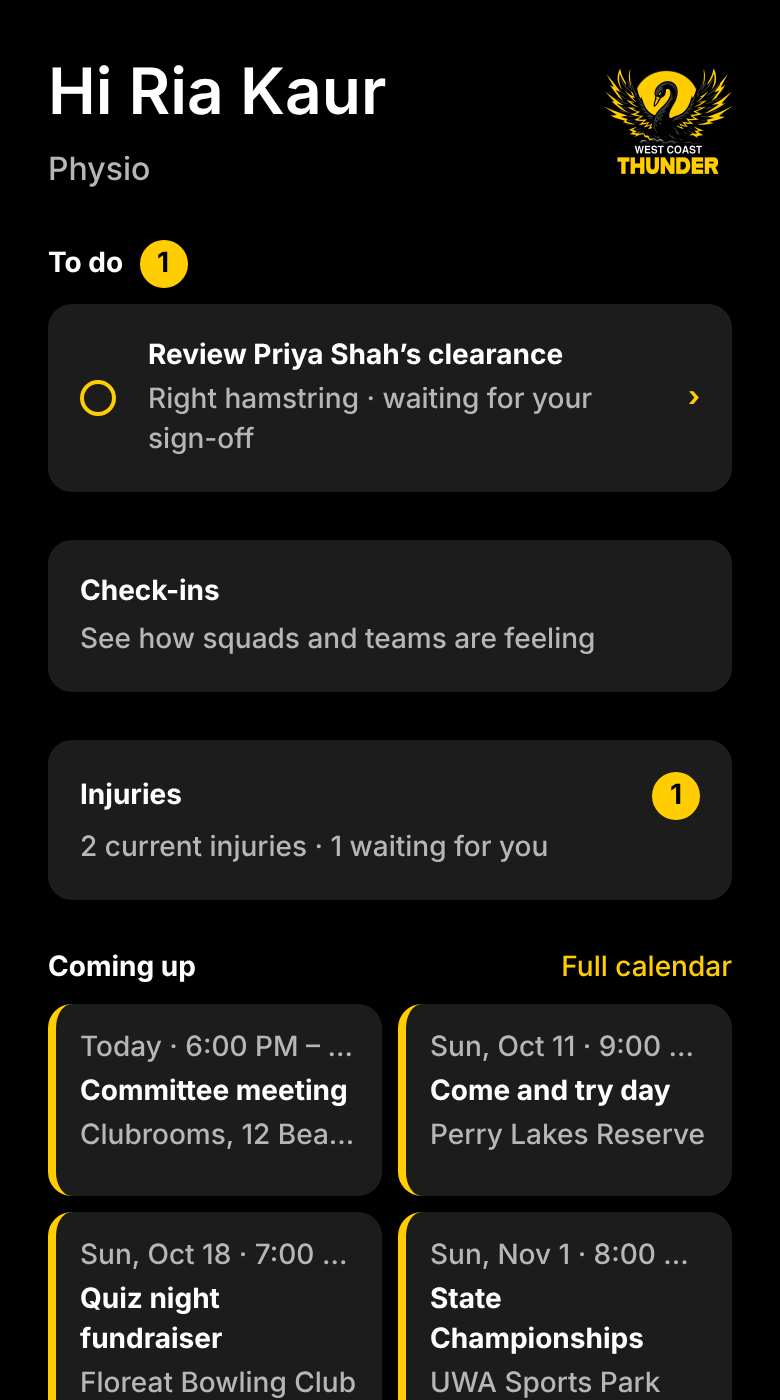 Hi Ria Kaur
Physio
WEST COAST
THUNDER
To do 1
Review Priya Shah’s clearance
Right hamstring · waiting for your
sign-off
›
Check-ins
See how squads and teams are feeling
Injuries 1
2 current injuries · 1 waiting for you
Coming up Full calendar
Today · 6:00 PM – ...
Committee meeting
Clubrooms, 12 Bea...
Sun, Oct 11 · 9:00 ...
Come and try day
Perry Lakes Reserve
Sun, Oct 18 · 7:00 ...
Quiz night
fundraiser
Floreat Bowling Club
Sun, Nov 1 · 8:00 ...
State
Championships
UWA Sports Park